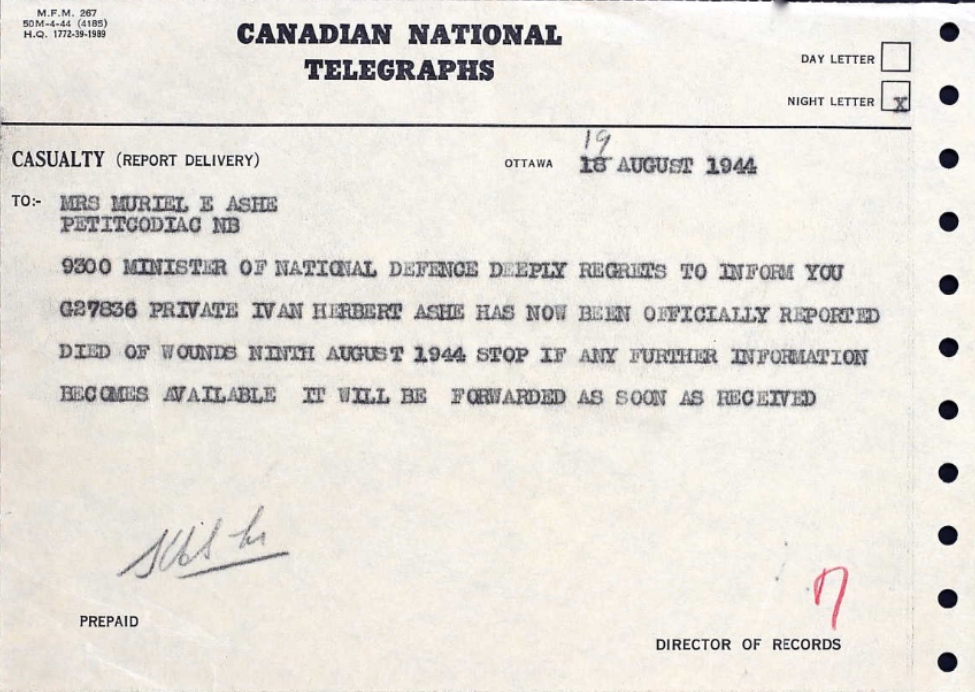 M.F.M. 267
50M-4-44 (4185)
H.Q. 1772-39-1989
CANADIAN NATIONAL
TELEGRAPHS
DAY LETTER
NIGHT LETTER X
CASUALTY (REPORT DELIVERY)
19
OTTAWA 18 AUGUST 1944
TO:- MRS MURIEL E ASHE
PETITCODIAC NB
9300 MINISTER OF NATIONAL DEFENCE DEEPLY REGRETS TO INFORM YOU
G27836 PRIVATE IVAN HERBERT ASHE HAS NOW BEEN OFFICIALLY REPORTED
DIED OF WOUNDS NINTH AUGUST 1944 STOP IF ANY FURTHER INFORMATION
BECOMES AVAILABLE IT WILL BE FORWARDED AS SOON AS RECEIVED
PREPAID
DIRECTOR OF RECORDS